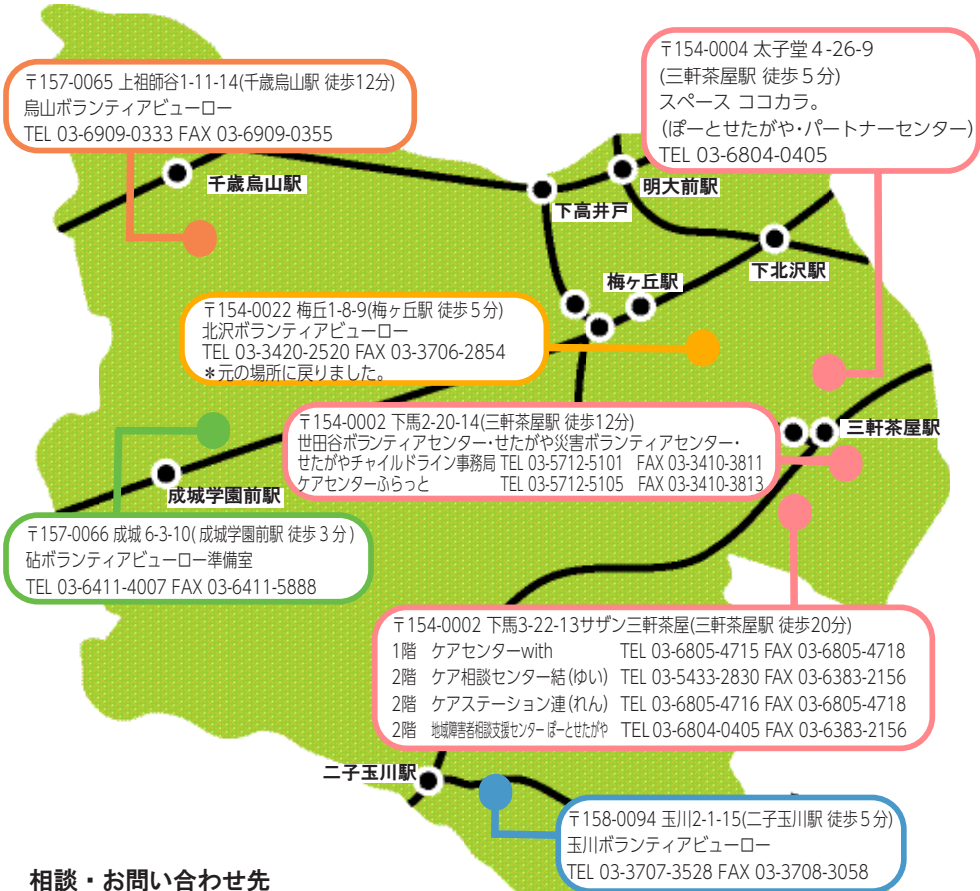 〒157-0065 上祖師谷1-11-14(千歳烏山駅 徒歩12分)
烏山ボランティアビューロー
TEL 03-6909-0333 FAX 03-6909-0355
〒154-0004 太子堂4-26-9
(三軒茶屋駅 徒歩5分)
スペース ココカラ。
(ぽーとせたがや・パートナーセンター)
TEL 03-6804-0405
千歳烏山駅
下高井戸
明大前駅
下北沢駅
梅ヶ丘駅
〒154-0022 梅丘1-8-9(梅ヶ丘駅 徒歩5分)
北沢ボランティアビューロー
TEL 03-3420-2520 FAX 03-3706-2854
＊元の場所に戻りました。
〒154-0002 下馬2-20-14(三軒茶屋駅 徒歩12分)
世田谷ボランティアセンター・せたがや災害ボランティアセンター・
せたがやチャイルドライン事務局 TEL 03-5712-5101 FAX 03-3410-3811
ケアセンターふらっと TEL 03-5712-5105 FAX 03-3410-3813
三軒茶屋駅
成城学園前駅
〒157-0066 成城 6-3-10( 成城学園前駅 徒歩 3 分 )
砧ボランティアビューロー準備室
TEL 03-6411-4007 FAX 03-6411-5888
〒154-0002 下馬3-22-13サザン三軒茶屋(三軒茶屋駅 徒歩20分)
1階 ケアセンターwith TEL 03-6805-4715 FAX 03-6805-4718
2階 ケア相談センター結(ゆい) TEL 03-5433-2830 FAX 03-6383-2156
2階 ケアステーション連(れん) TEL 03-6805-4716 FAX 03-6805-4718
2階 地域障害者相談支援センターぽーとせたがや TEL 03-6804-0405 FAX 03-6383-2156
二子玉川駅
〒158-0094 玉川2-1-15(二子玉川駅 徒歩5分)
玉川ボランティアビューロー
TEL 03-3707-3528 FAX 03-3708-3058
相談・お問い合わせ先